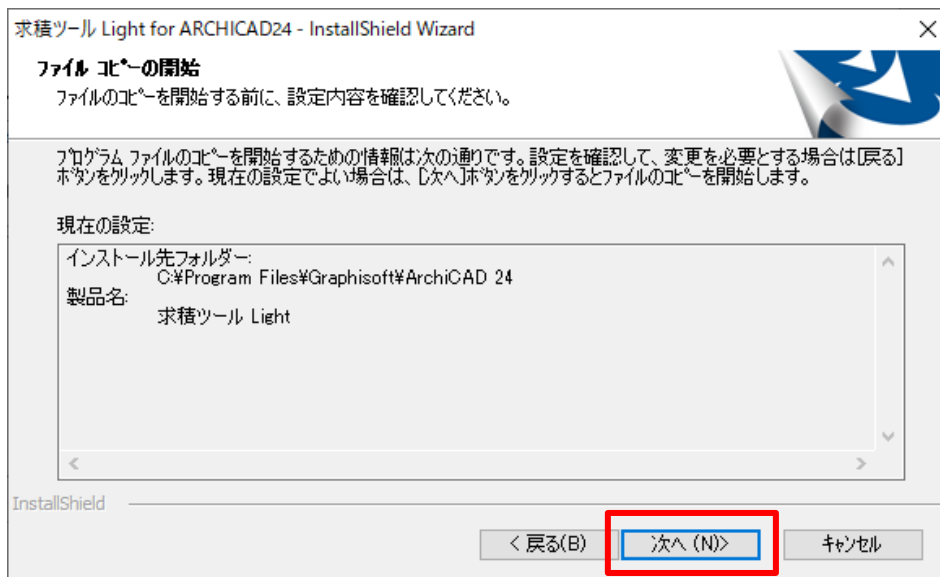 求積ツール Light for ARCHICAD24 - InstallShield Wizard
ファイル コピーの開始
ファイルのコピーを開始する前に、設定内容を確認してください。
プログラム ファイルのコピーを開始するための情報は次の通りです。設定を確認して、変更を必要とする場合は[戻る]
ボタンをクリックします。現在の設定でよい場合は、[次へ]ボタンをクリックするとファイルのコピーを開始します。
現在の設定:
インストール先フォルダー:
C:¥Program Files¥Graphisoft¥ArchiCAD 24
製品名:
求積ツール Light
InstallShield
< 戻る(B)
次へ (N)>
キャンセル